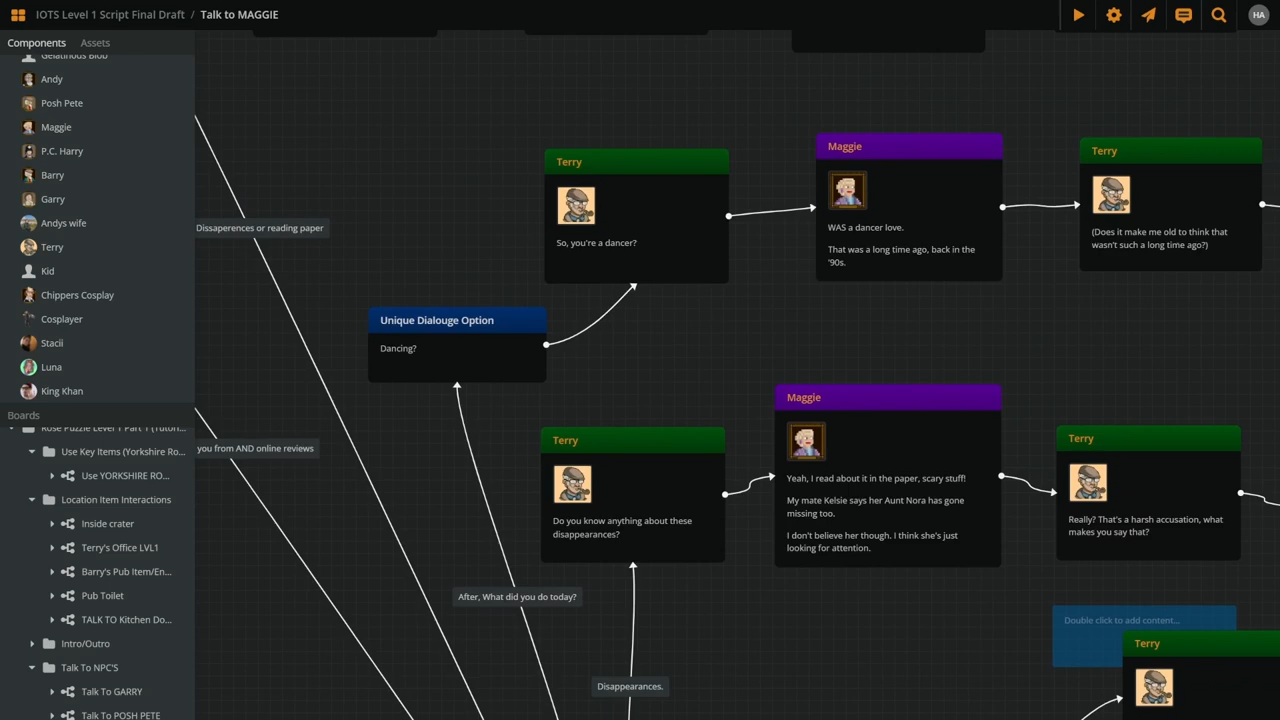 IOTS Level 1 Script Final Draft / Talk to MAGGIE
HA
Components
Assets
Gelatinous Blob
Andy
Posh Pete
Maggie
P.C. Harry
Barry
Garry
Andys wife
Terry
Kid
Chippers Cosplay
Cosplayer
Stacii
Luna
King Khan
Boards
Rose Puzzle Level 1 Part 1 (Tutori...
Use Key Items (Yorkshire Ro...
Use YORKSHIRE RO...
Location Item Interactions
Inside crater
Terry's Office LVL1
Barry's Pub Item/En...
Pub Toilet
TALK TO Kitchen Do...
Intro/Outro
Talk To NPC'S
Talk To GARRY
Talk To POSH PETE
Dissaperences or reading paper
you from AND online reviews
Terry
So, you're a dancer?
Maggie
WAS a dancer love.
That was a long time ago, back in the
'90s.
Terry
(Does it make me old to think that
wasn't such a long time ago?)
Unique Dialouge Option
Dancing?
Terry
Do you know anything about these
disappearances?
Maggie
Yeah, I read about it in the paper, scary stuff!
My mate Kelsie says her Aunt Nora has gone
missing too.
I don't believe her though. I think she's just
looking for attention.
Terry
Really? That's a harsh accusation, what
makes you say that?
After, What did you do today?
Disappearances.
Double click to add content...
Terry